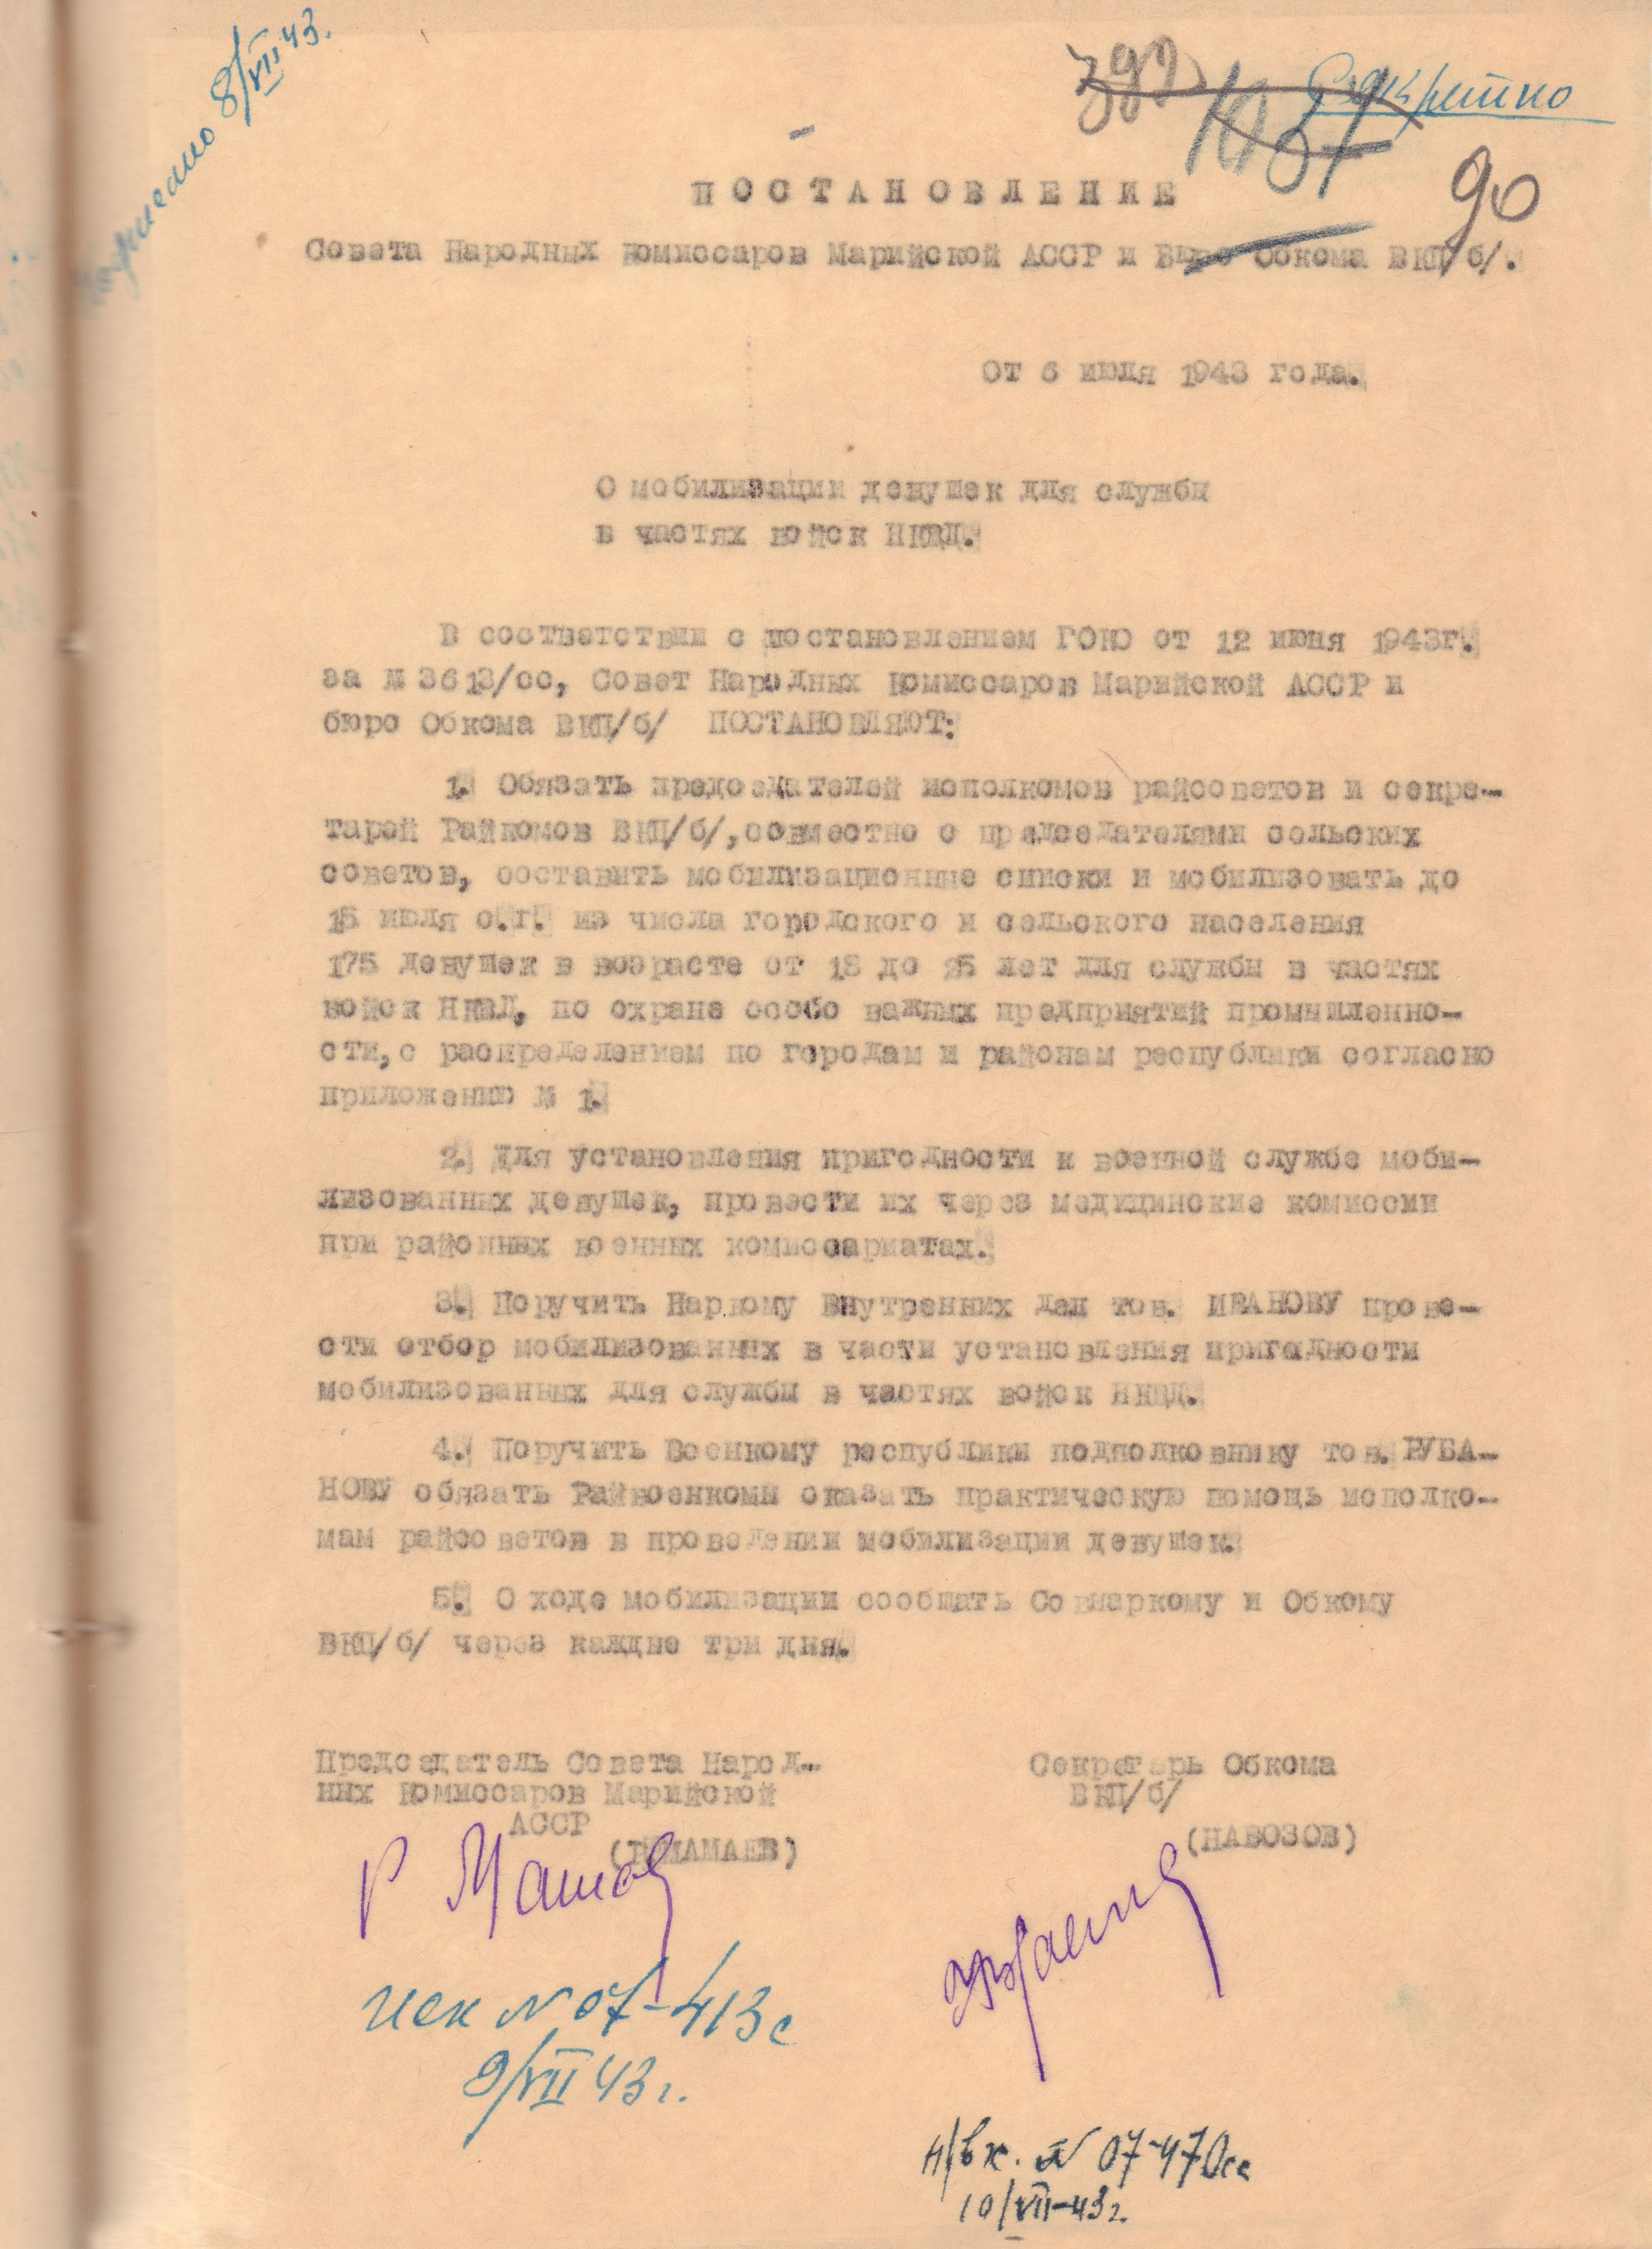 8/VII 43.
Секретно
90
ПОСТАНОВЛЕНИЕ
Совета Народных Комиссаров Марийской АССР и Бюро Обкома ВКП/б/.
От 6 июля 1943 года.
О мобилизации девушек для службы
в частях войск НКВД.
В соответствии с постановлением ГОКО от 12 июня 1943г.
за № 3613/сс, Совет Народных Комиссаров Марийской АССР и
бюро Обкома ВКП/б/ ПОСТАНОВЛЯЮТ:
1. Обязать председателей исполкомов райсоветов и секре-
тарей Райкомов ВКП/б/, совместно с председателями сельских
советов, составить мобилизационные списки и мобилизовать до
15 июля с.г. из числа городского и сельского населения
175 девушек в возрасте от 18 до 25 лет для службы в частях
войск НКВД, по охране особо важных предприятий промышленно-
сти, с распределением по городам и районам республики согласно
приложению № 1.
2. Для установления пригодности к военной службе моби-
лизованных девушек, провести их через медицинские комиссии
при районных военных комиссариатах.
3. Поручить Наркому Внутренних Дел тов. ИВАНОВУ прове-
сти отбор мобилизованных в части установления пригодности
мобилизованных для службы в частях войск НКВД.
4. Поручить Военкому республики подполковнику тов. РУБА-
НОВУ обязать Райвоенкомы оказать практическую помощь исполко-
мам райсоветов в проведении мобилизации девушек.
5. О ходе мобилизации сообщать Совнаркому и Обкому
ВКП/б/ через каждые три дня.
Председатель Совета Народ-
ных Комиссаров Марийской
АССР
Секретарь Обкома
ВКП/б/
(НАВОЗОВ)
исх № 07-413с
9/VII 43г.
н/вх. № 07-470сс
10/VII-43г.